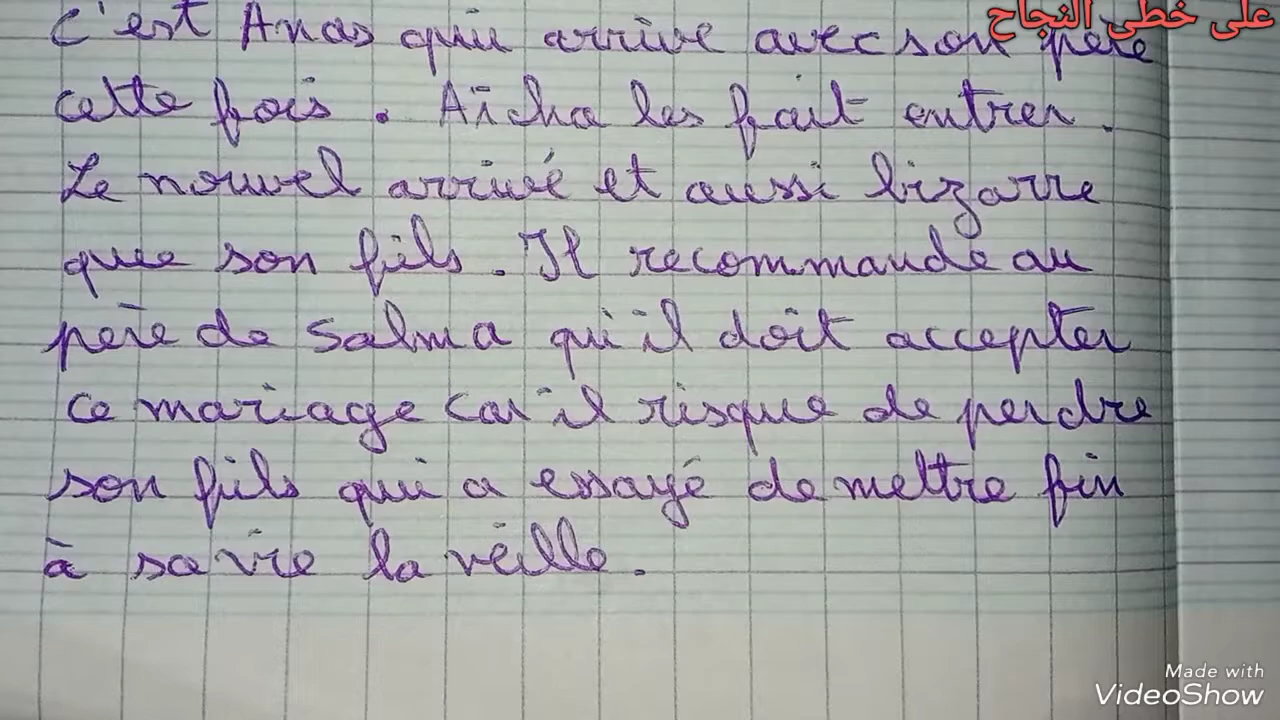 على خطى النجاح
C'est Anas qui arrive avec son père
cette fois. Aïcha les fait entrer.
Le nouvel arrivé et aussi bizarre
que son fils. Il recommande au
père de Salma qu'il doit accepter
ce mariage car il risque de perdre
son fils qui a essayé de mettre fin
à sa vie la veille.
Made with
VideoShow